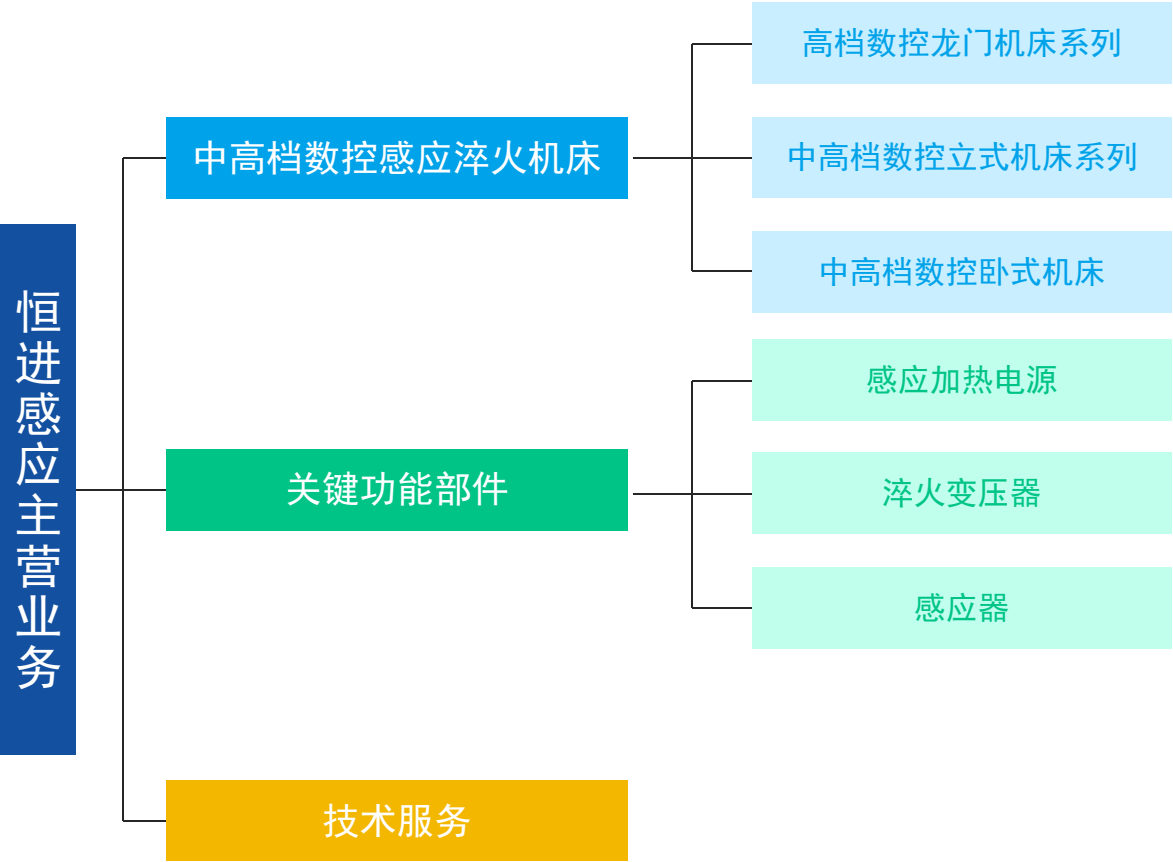 恒进感应主营业务
中高档数控感应淬火机床
高档数控龙门机床系列
中高档数控立式机床系列
中高档数控卧式机床
关键功能部件
感应加热电源
淬火变压器
感应器
技术服务